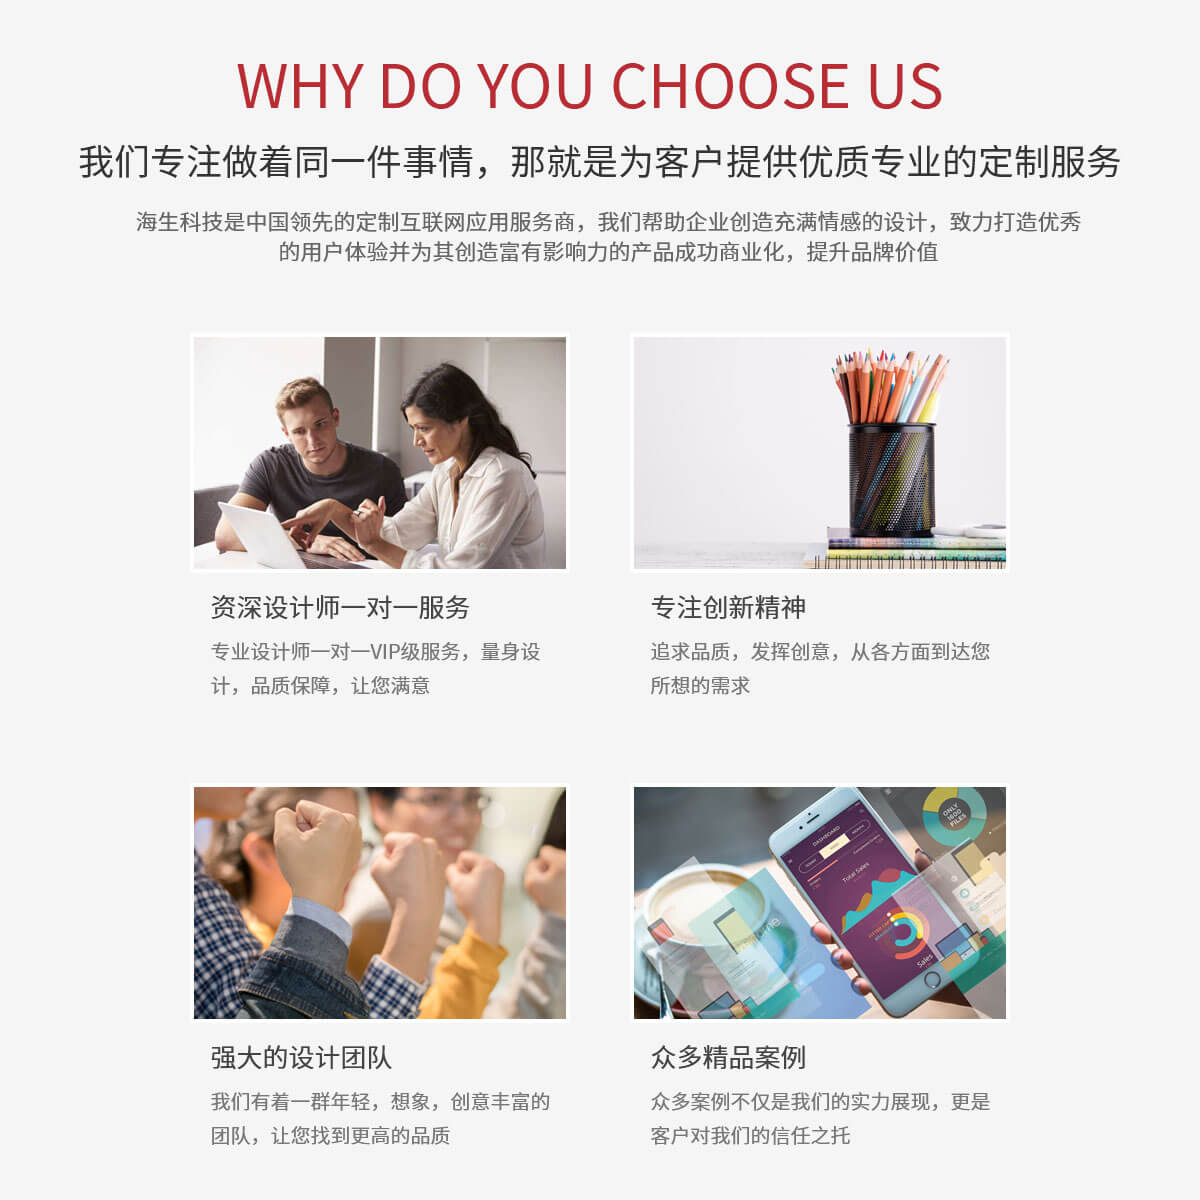 WHY DO YOU CHOOSE US
我们专注做着同一件事情，那就是为客户提供优质专业的定制服务
海生科技是中国领先的定制互联网应用服务商，我们帮助企业创造充满情感的设计，致力打造优秀
的用户体验并为其创造富有影响力的产品成功商业化，提升品牌价值
资深设计师一对一服务
专业设计师一对一VIP级服务，量身设
计，品质保障，让您满意
专注创新精神
追求品质，发挥创意，从各方面到达您
所想的需求
ONLY
1600
FILES
DASHBOARD
Total Sales
Sales
强大的设计团队
我们有着一群年轻，想象，创意丰富的
团队，让您找到更高的品质
众多精品案例
众多案例不仅是我们的实力展现，更是
客户对我们的信任之托